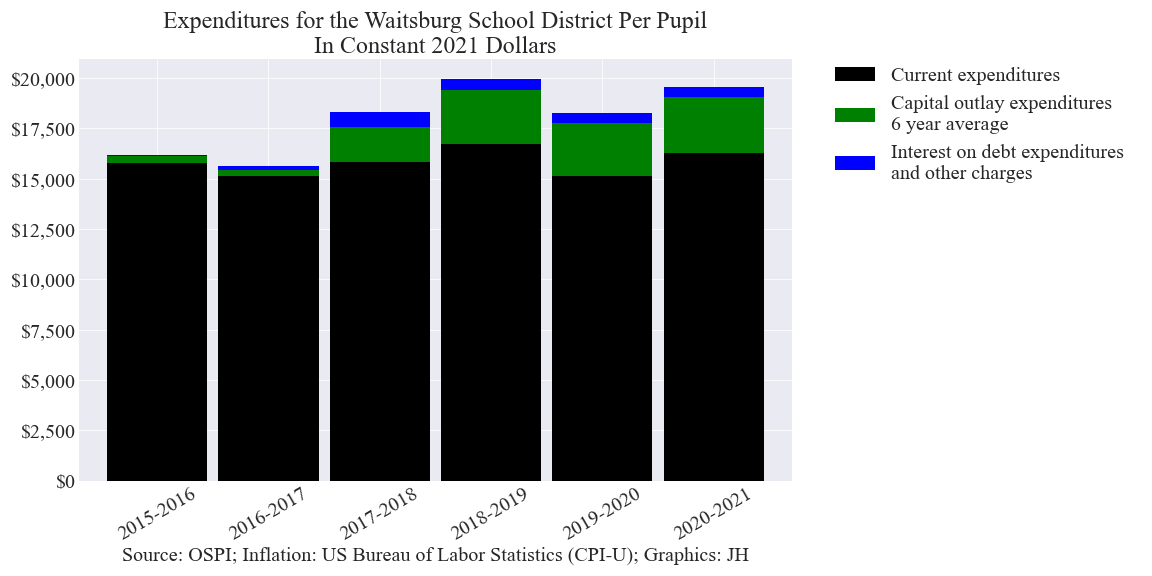 Expenditures for the Waitsburg School District Per Pupil
In Constant 2021 Dollars
$20,000
$17,500
$15,000
$12,500
$10,000
$7,500
$5,000
$2,500
$0
2015-2016
2016-2017
2017-2018
2018-2019
2019-2020
2020-2021
Source: OSPI; Inflation: US Bureau of Labor Statistics (CPI-U); Graphics: JH
Current expenditures
Capital outlay expenditures
6 year average
Interest on debt expenditures
and other charges